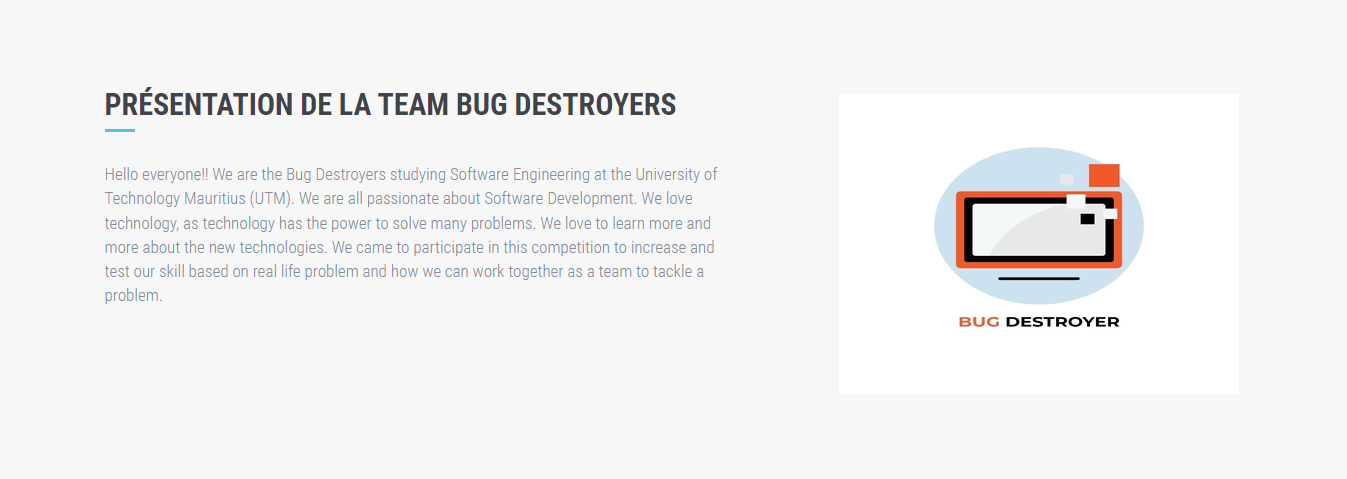 PRÉSENTATION DE LA TEAM BUG DESTROYERS
Hello everyone!! We are the Bug Destroyers studying Software Engineering at the University of
Technology Mauritius (UTM). We are all passionate about Software Development. We love
technology, as technology has the power to solve many problems. We love to learn more and
more about the new technologies. We came to participate in this competition to increase and
test our skill based on real life problem and how we can work together as a team to tackle a
problem.
BUG DESTROYER